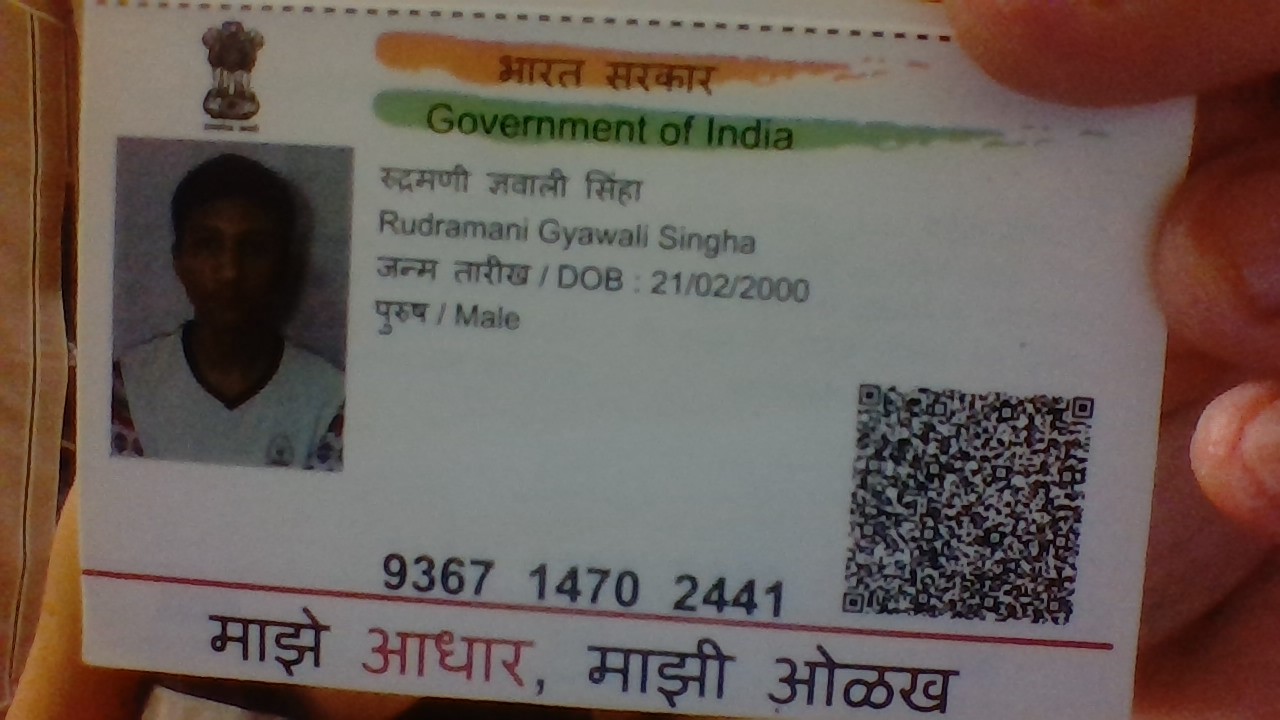 भारत सरकार
Government of India
रुद्रमणी ज्ञवाली सिंहा
Rudramani Gyawali Singha
जन्म तारीख / DOB : 21/02/2000
पुरुष / Male
9367 1470 2441
माझे आधार, माझी ओळख